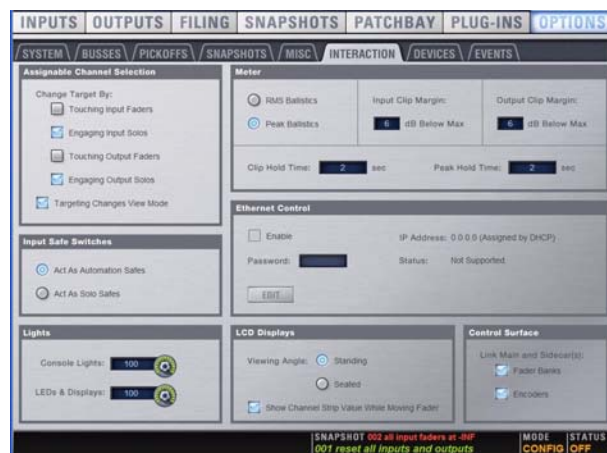 INPUTS OUTPUTS FILING SNAPSHOTS PATCHBAY PLUG-INS OPTIONS
SYSTEM BUSSES PICKOFFS SNAPSHOTS MISC INTERACTION DEVICES EVENTS
Assignable Channel Selection
Change Target By:
Touching Input Faders
Engaging Input Solos
Touching Output Faders
Engaging Output Solos
Targeting Changes View Mode
Meter
RMS Ballistics
Peak Ballistics
Input Clip Margin:
6 dB Below Max
Output Clip Margin:
6 dB Below Max
Clip Hold Time: 2 sec
Peak Hold Time: 2 sec
Input Safe Switches
Act As Automation Safes
Act As Solo Safes
Ethernet Control
Enable
IP Address: 0.0.0.0 (Assigned by DHCP)
Password:
Status: Not Supported
EDIT
Lights
Console Lights: 100
LEDs & Displays: 100
LCD Displays
Viewing Angle: Standing
Seated
Show Channel Strip Value While Moving Fader
Control Surface
Link Main and Sidecar(s):
Fader Banks
Encoders
SNAPSHOT 002 all input faders at -INF
001 reset all inputs and outputs
MODE STATUS
CONFIG OFF